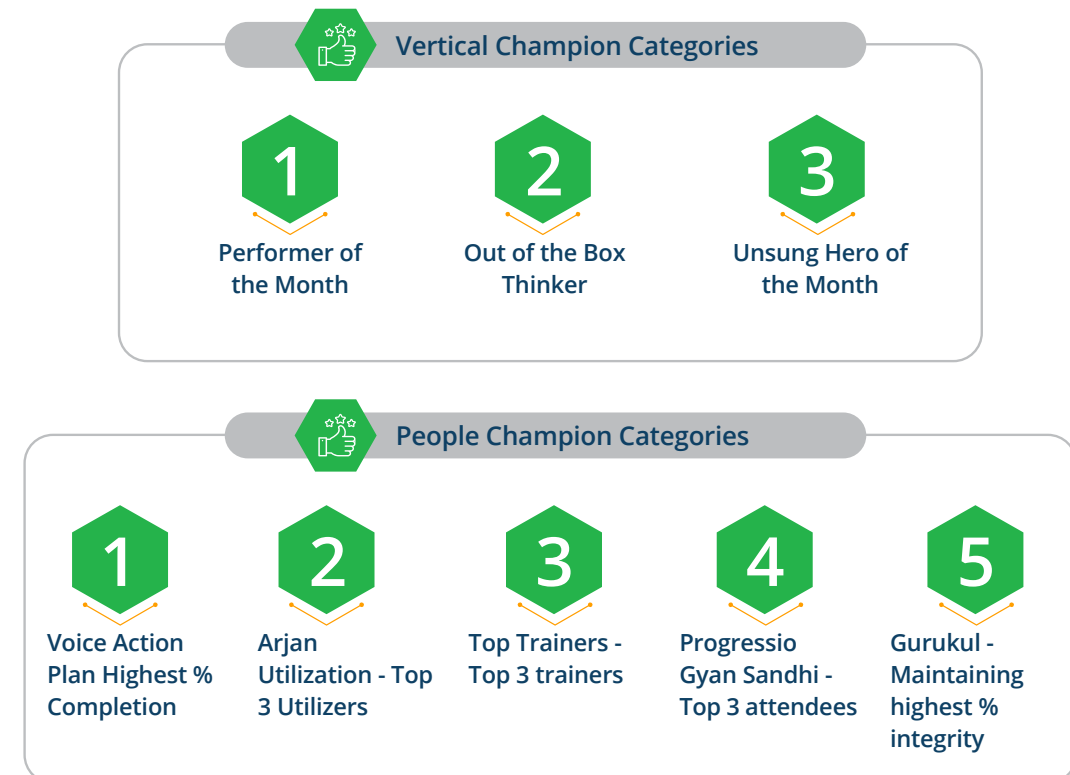 Vertical Champion Categories
1
Performer of
the Month
2
Out of the Box
Thinker
3
Unsung Hero of
the Month
People Champion Categories
1
Voice Action
Plan Highest %
Completion
2
Arjan
Utilization - Top
3 Utilizers
3
Top Trainers -
Top 3 trainers
4
Progressio
Gyan Sandhi -
Top 3 attendees
5
Gurukul -
Maintaining
highest %
integrity